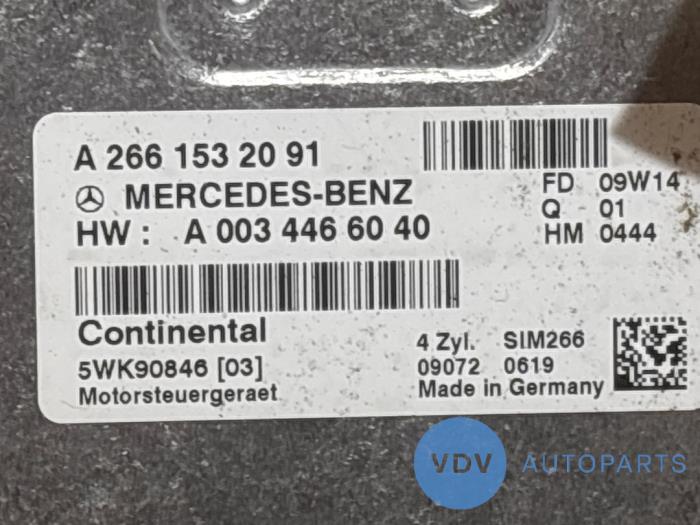 A 266 153 20 91
MERCEDES-BENZ
HW : A 003 446 60 40
FD 09W14
Q 01
HM 0444
Continental
5WK90846 [03]
Motorsteuergeraet
4 Zyl. SIM266
09072 0619
Made in Germany
VDV AUTOPARTS